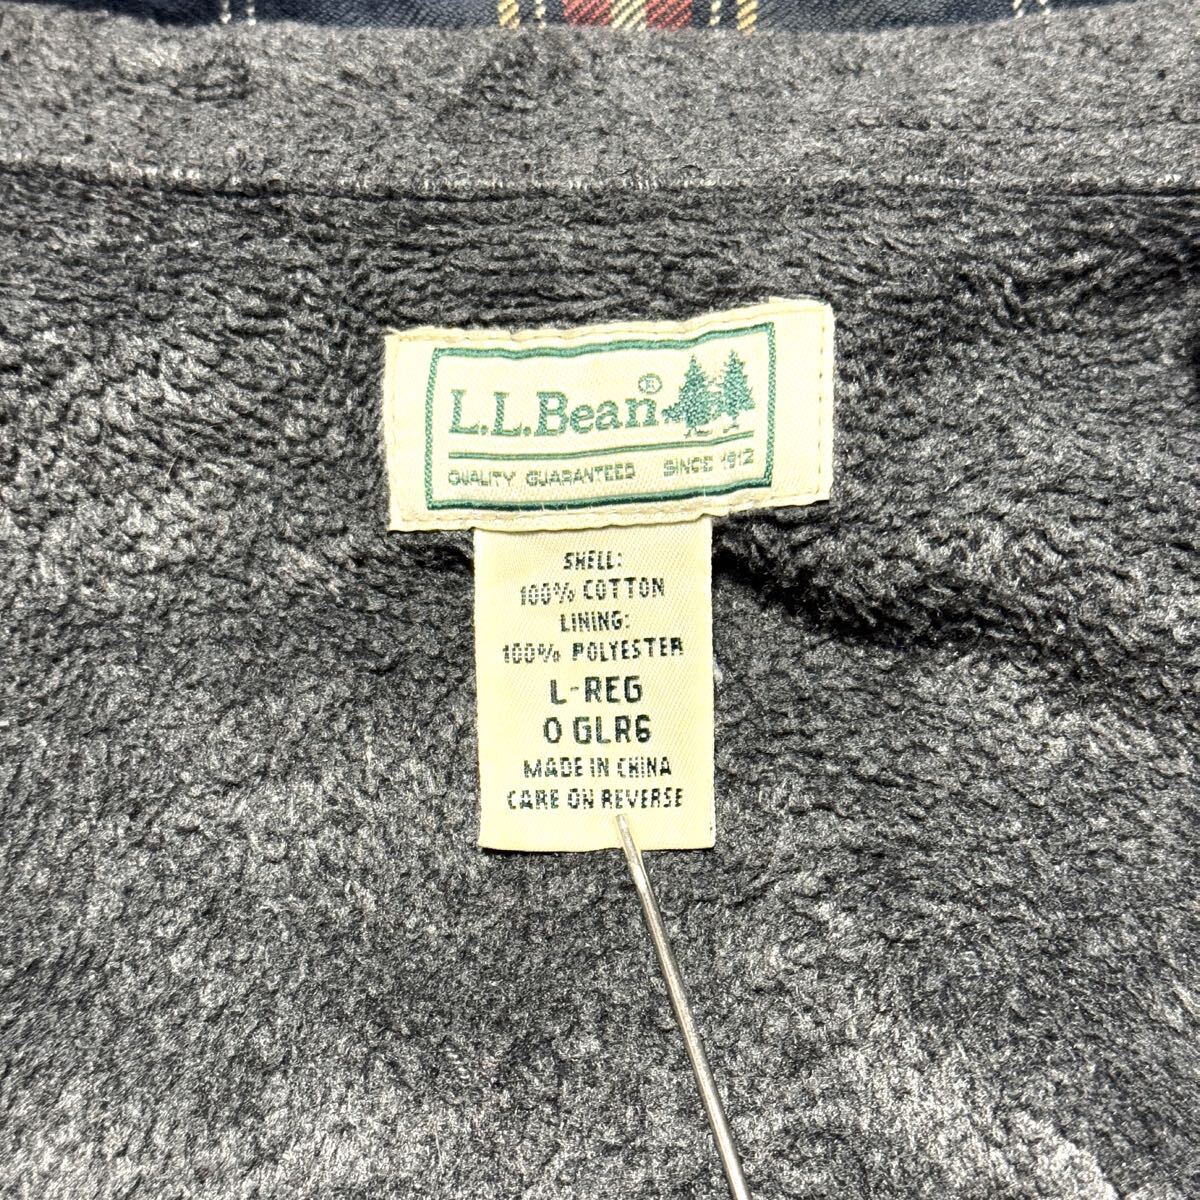 L.L.Bean®
QUALITY GUARANTEED SINCE 1912
SHELL:
100% COTTON
LINING:
100% POLYESTER
L-REG
0 GLR6
MADE IN CHINA
CARE ON REVERSE